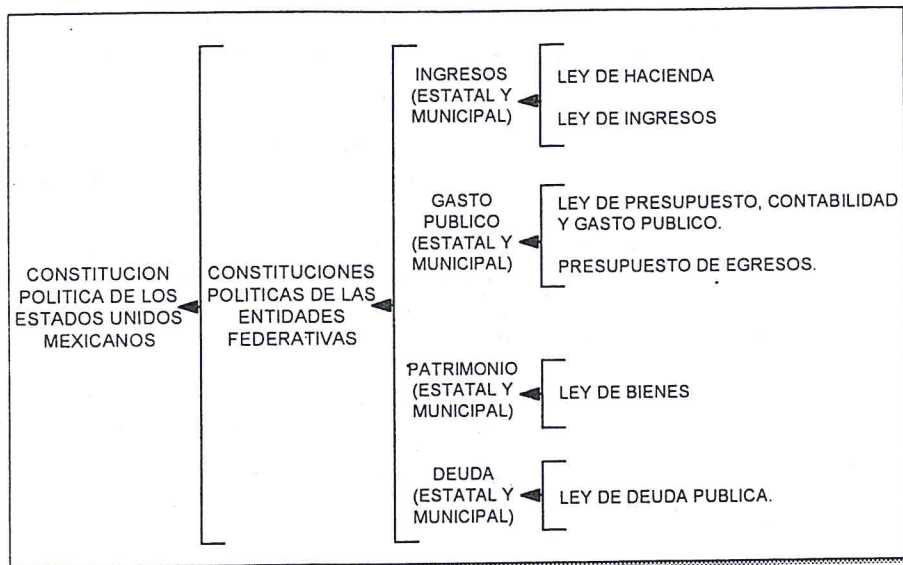 CONSTITUCION
POLITICA DE LOS
ESTADOS UNIDOS
MEXICANOS
CONSTITUCIONES
POLITICAS DE LAS
ENTIDADES
FEDERATIVAS
INGRESOS
(ESTATAL Y
MUNICIPAL)
LEY DE HACIENDA
LEY DE INGRESOS
GASTO
PUBLICO
(ESTATAL Y
MUNICIPAL)
LEY DE PRESUPUESTO, CONTABILIDAD
Y GASTO PUBLICO.
PRESUPUESTO DE EGRESOS.
PATRIMONIO
(ESTATAL Y
MUNICIPAL)
LEY DE BIENES
DEUDA
(ESTATAL Y
MUNICIPAL)
LEY DE DEUDA PUBLICA.